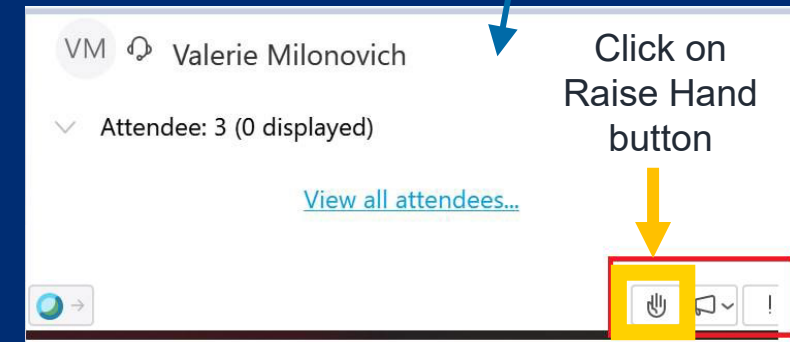 VM Valerie Milonovich
Click on
Raise Hand
button
Attendee: 3 (0 displayed)
View all attendees...